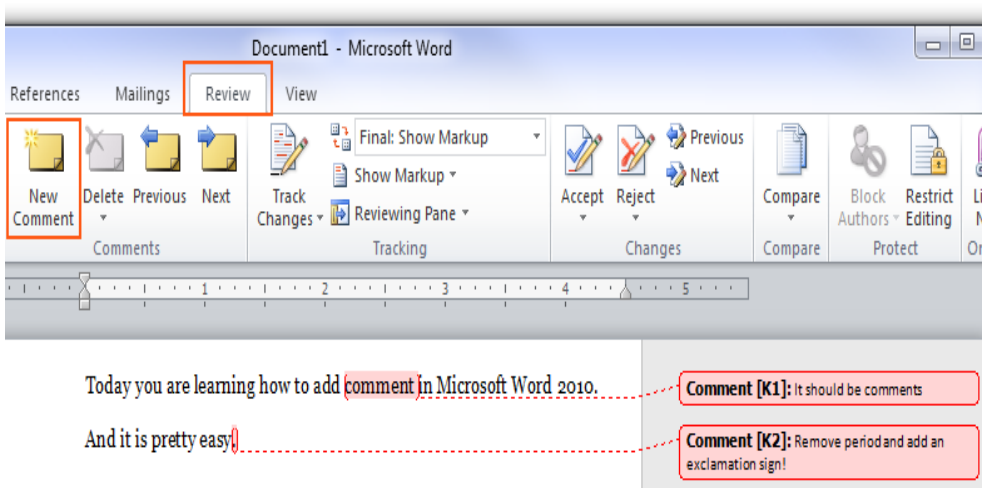 Document1 - Microsoft Word
References Mailings Review View
New Comment
Delete
Previous
Next
Comments
Track Changes
Final: Show Markup
Show Markup
Reviewing Pane
Tracking
Accept
Reject
Previous
Next
Changes
Compare
Compare
Block Authors
Restrict Editing
Protect
1 2 3 4 5
Today you are learning how to add comment in Microsoft Word 2010.
Comment [K1]: It should be comments
And it is pretty easy.
Comment [K2]: Remove period and add an
exclamation sign!